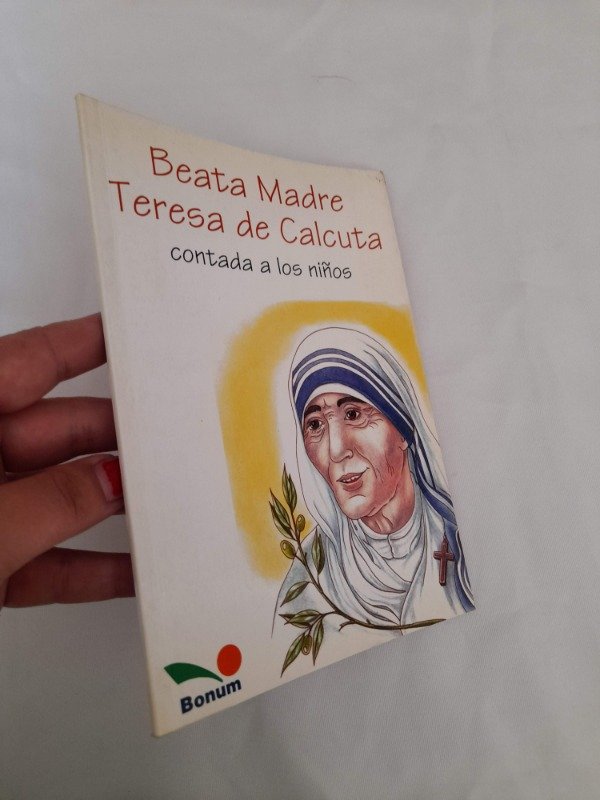 Beata Madre
Teresa de Calcuta
contada a los niños
Bonum